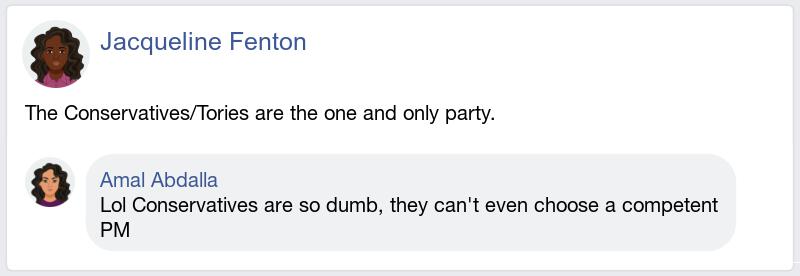 Jacqueline Fenton
The Conservatives/Tories are the one and only party.
Amal Abdalla
Lol Conservatives are so dumb, they can't even choose a competent
PM